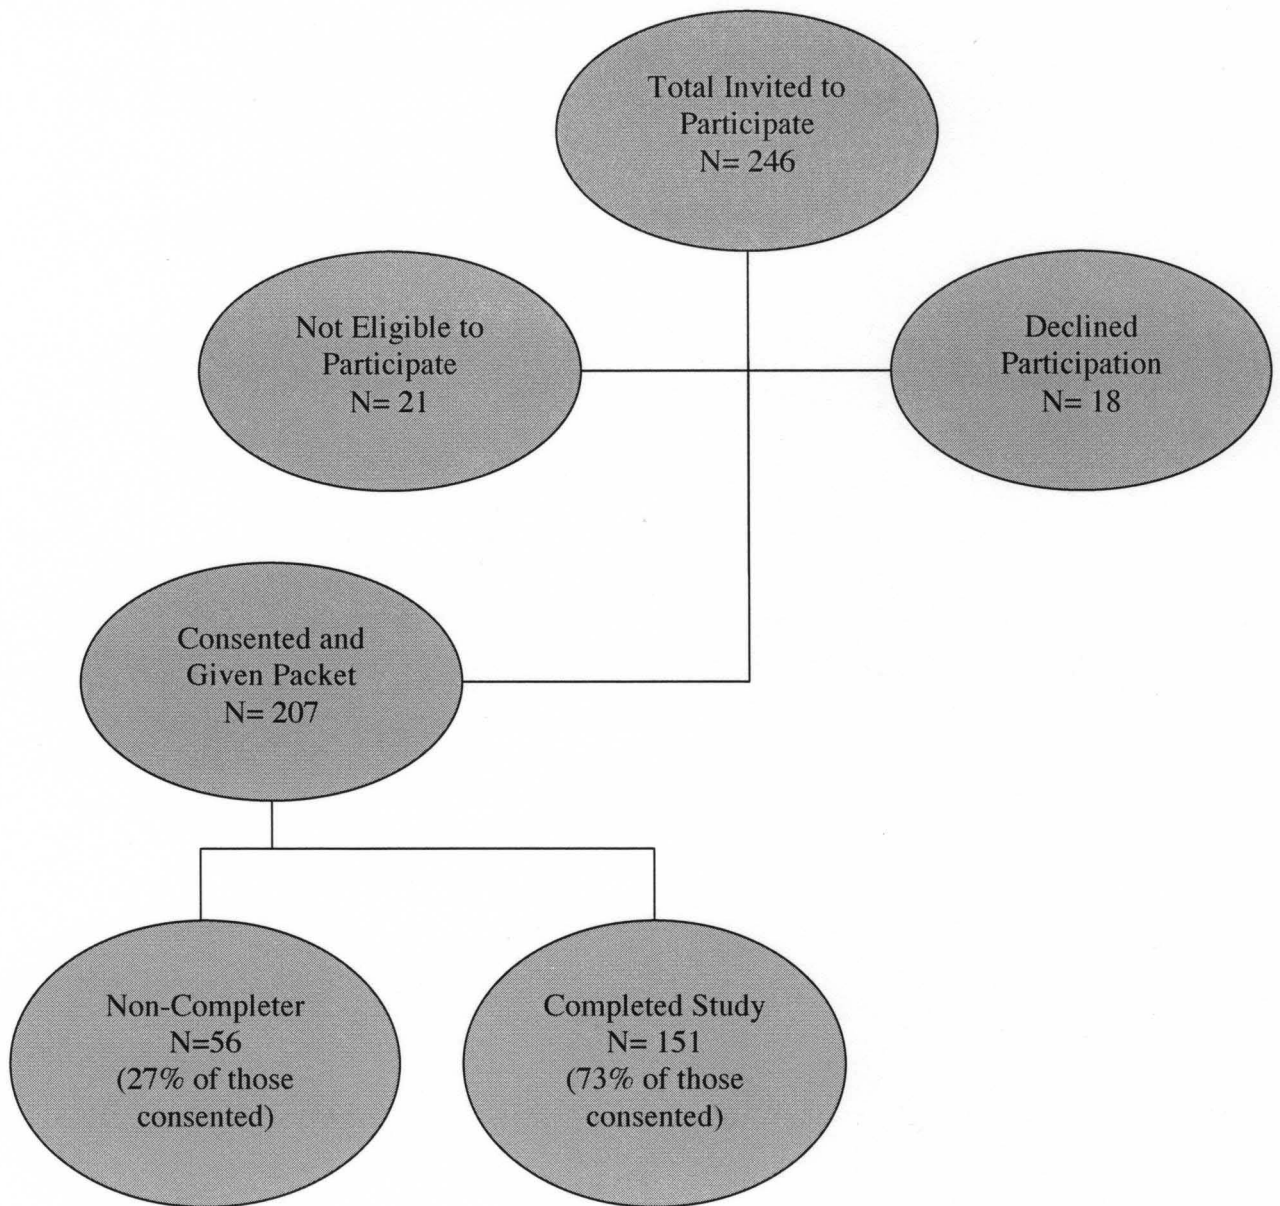 Total Invited to
Participate
N= 246
Not Eligible to
Participate
N= 21
Declined
Participation
N= 18
Consented and
Given Packet
N= 207
Non-Completer
N=56
(27% of those
consented)
Completed Study
N= 151
(73% of those
consented)